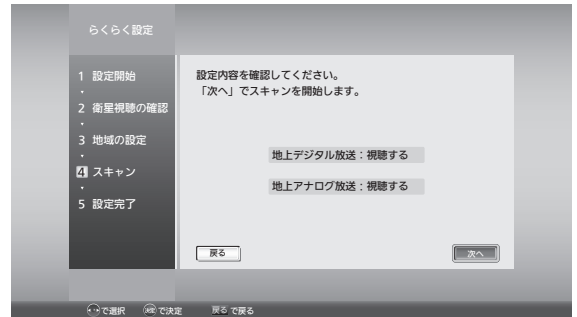 らくらく設定
1 設定開始
2 衛星視聴の確認
3 地域の設定
4 スキャン
5 設定完了
設定内容を確認してください。
「次へ」でスキャンを開始します。
地上デジタル放送：視聴する
地上アナログ放送：視聴する
戻る
次へ
で選択 決定 で決定 戻る で戻る